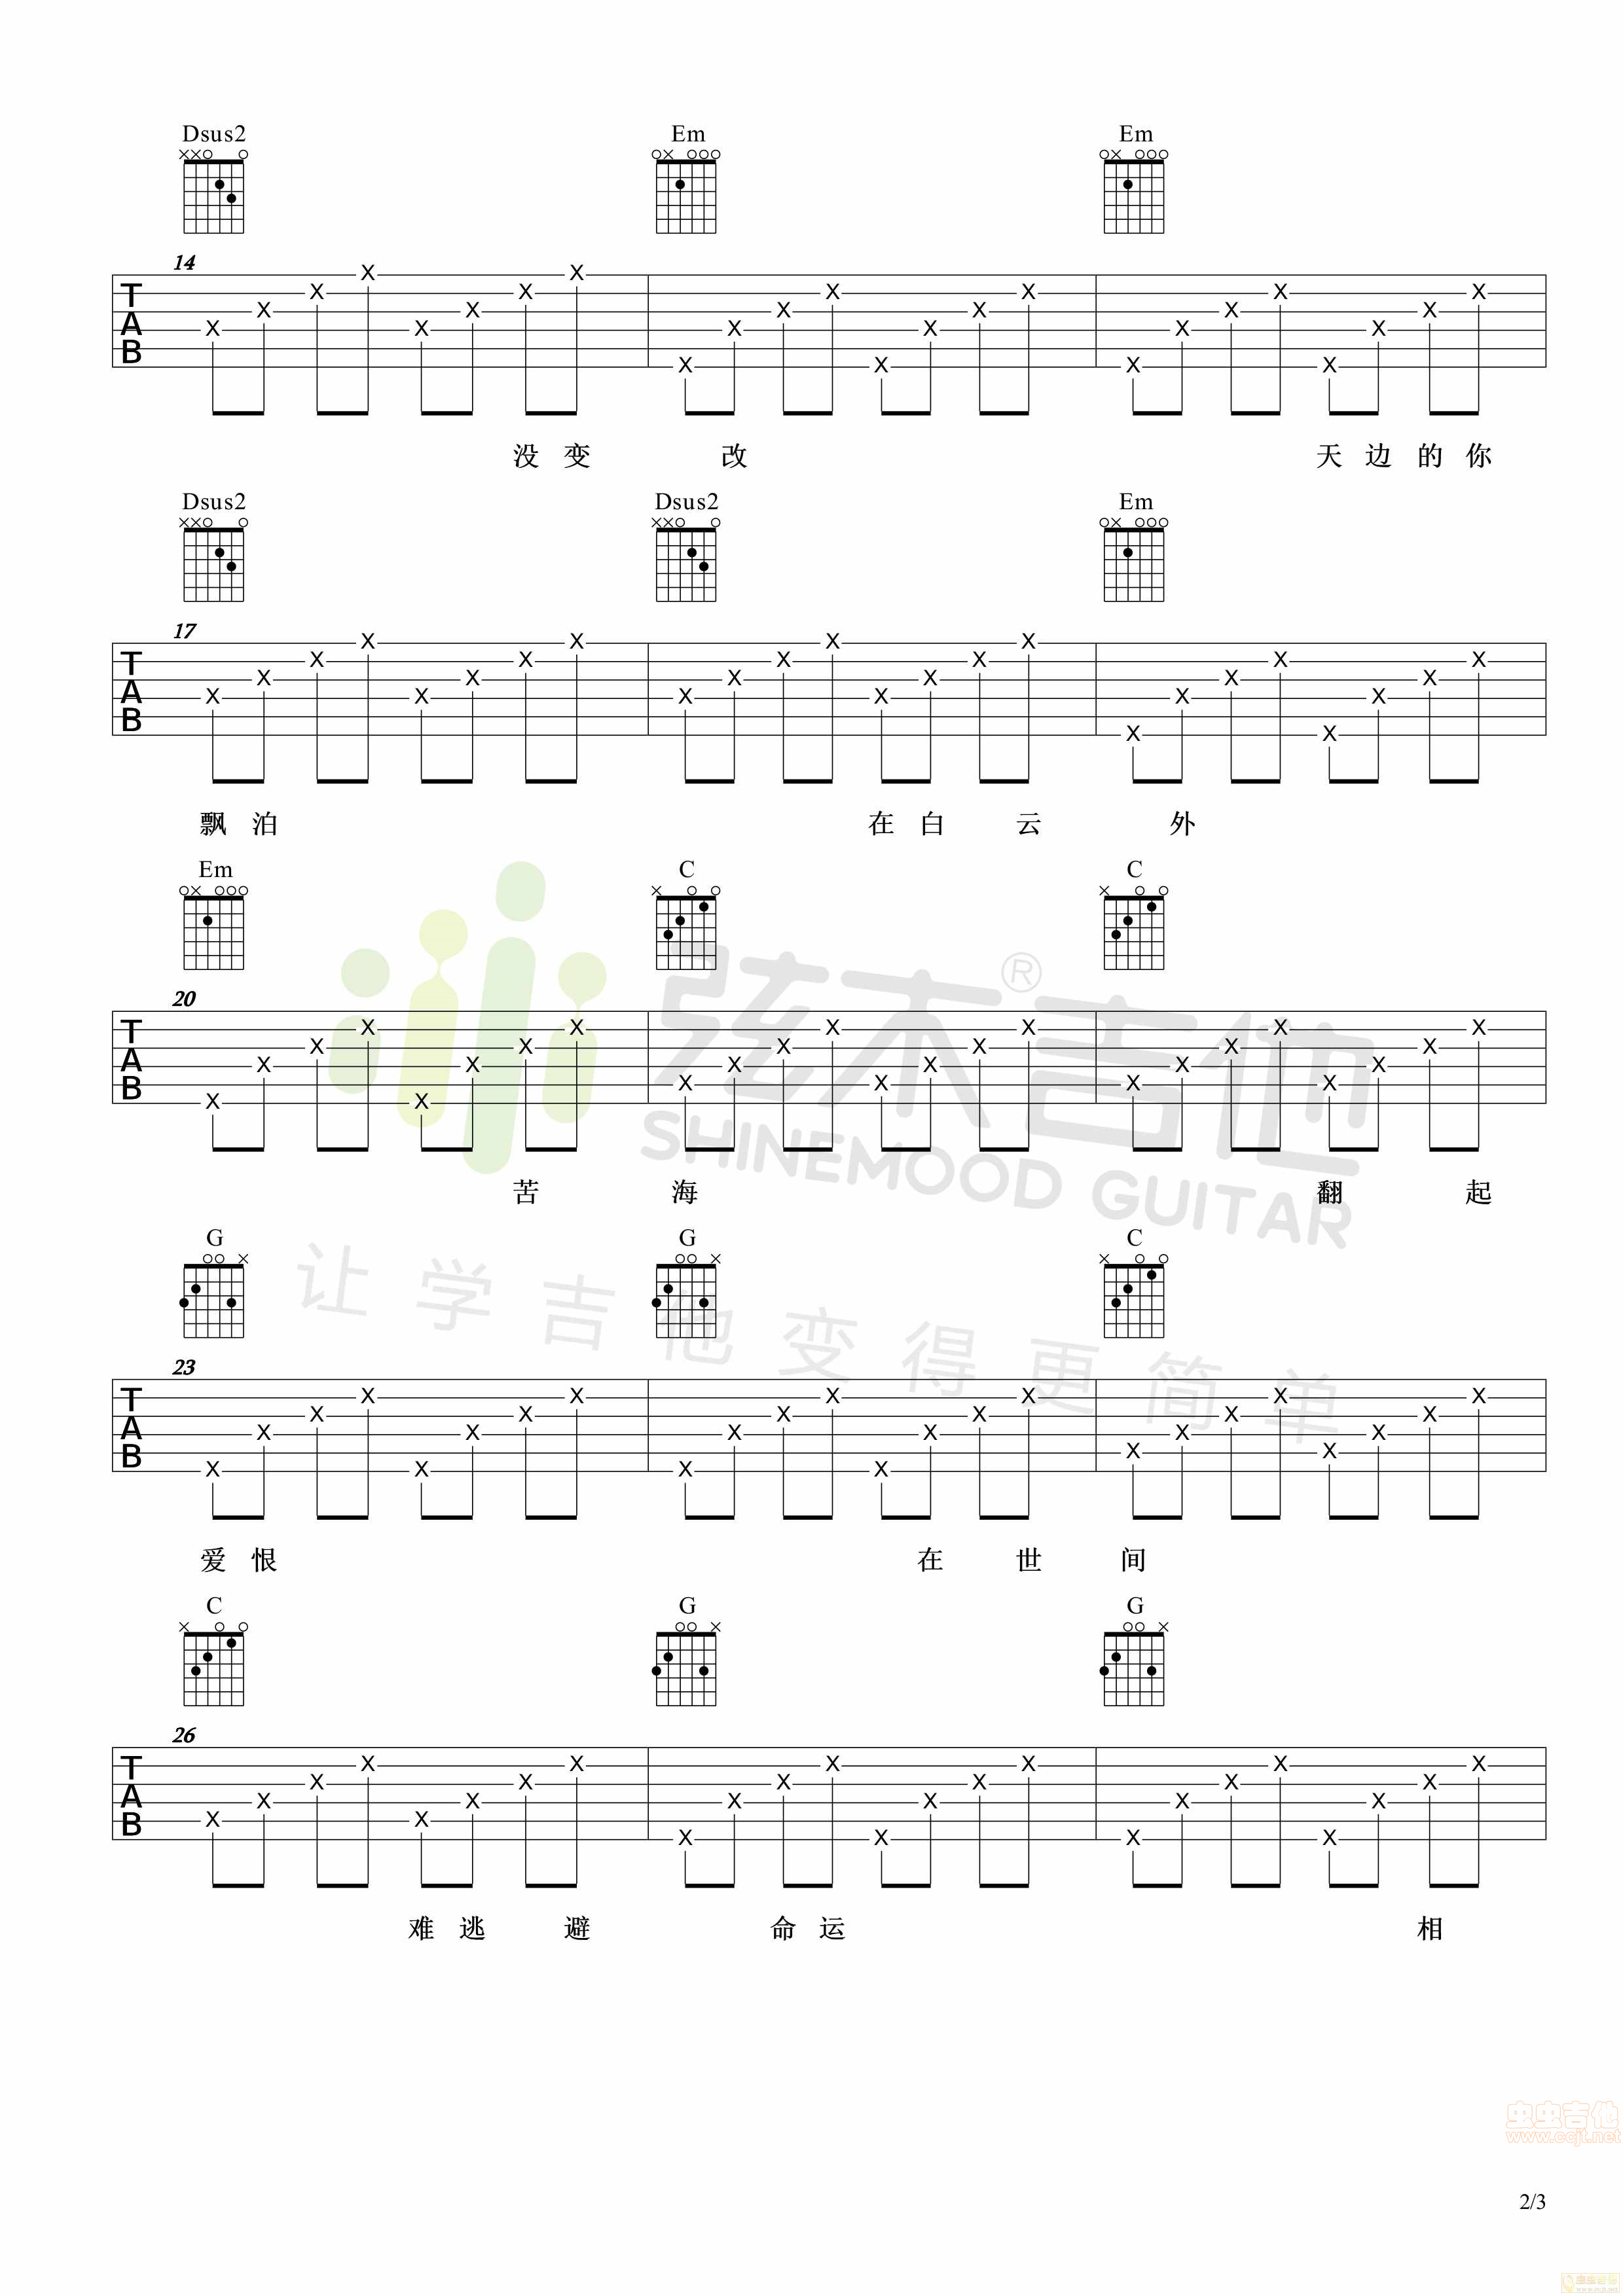 Dsus2 Em Em
14
T
A
B
X X X X X X X X X X X X X X X X X X X X X X X X
没 变 改 天 边 的 你
Dsus2 Dsus2 Em
17
T
A
B
X X X X X X X X X X X X X X X X X X X X X X X X
飘 泊 在 白 云 外
Em C C
20
T
A
B
X X X X X X X X X X X X X X X X X X X X X X X X
弦木吉他®
SHINEMOOD GUITAR
苦 海 翻 起
G G C
让学吉他变得更简单
23
T
A
B
X X X X X X X X X X X X X X X X X X X X X X X X
爱 恨 在 世 间
C G G
26
T
A
B
X X X X X X X X X X X X X X X X X X X X X X X X
难 逃 避 命 运 相
虫虫吉他
www.ccjt.net
2/3